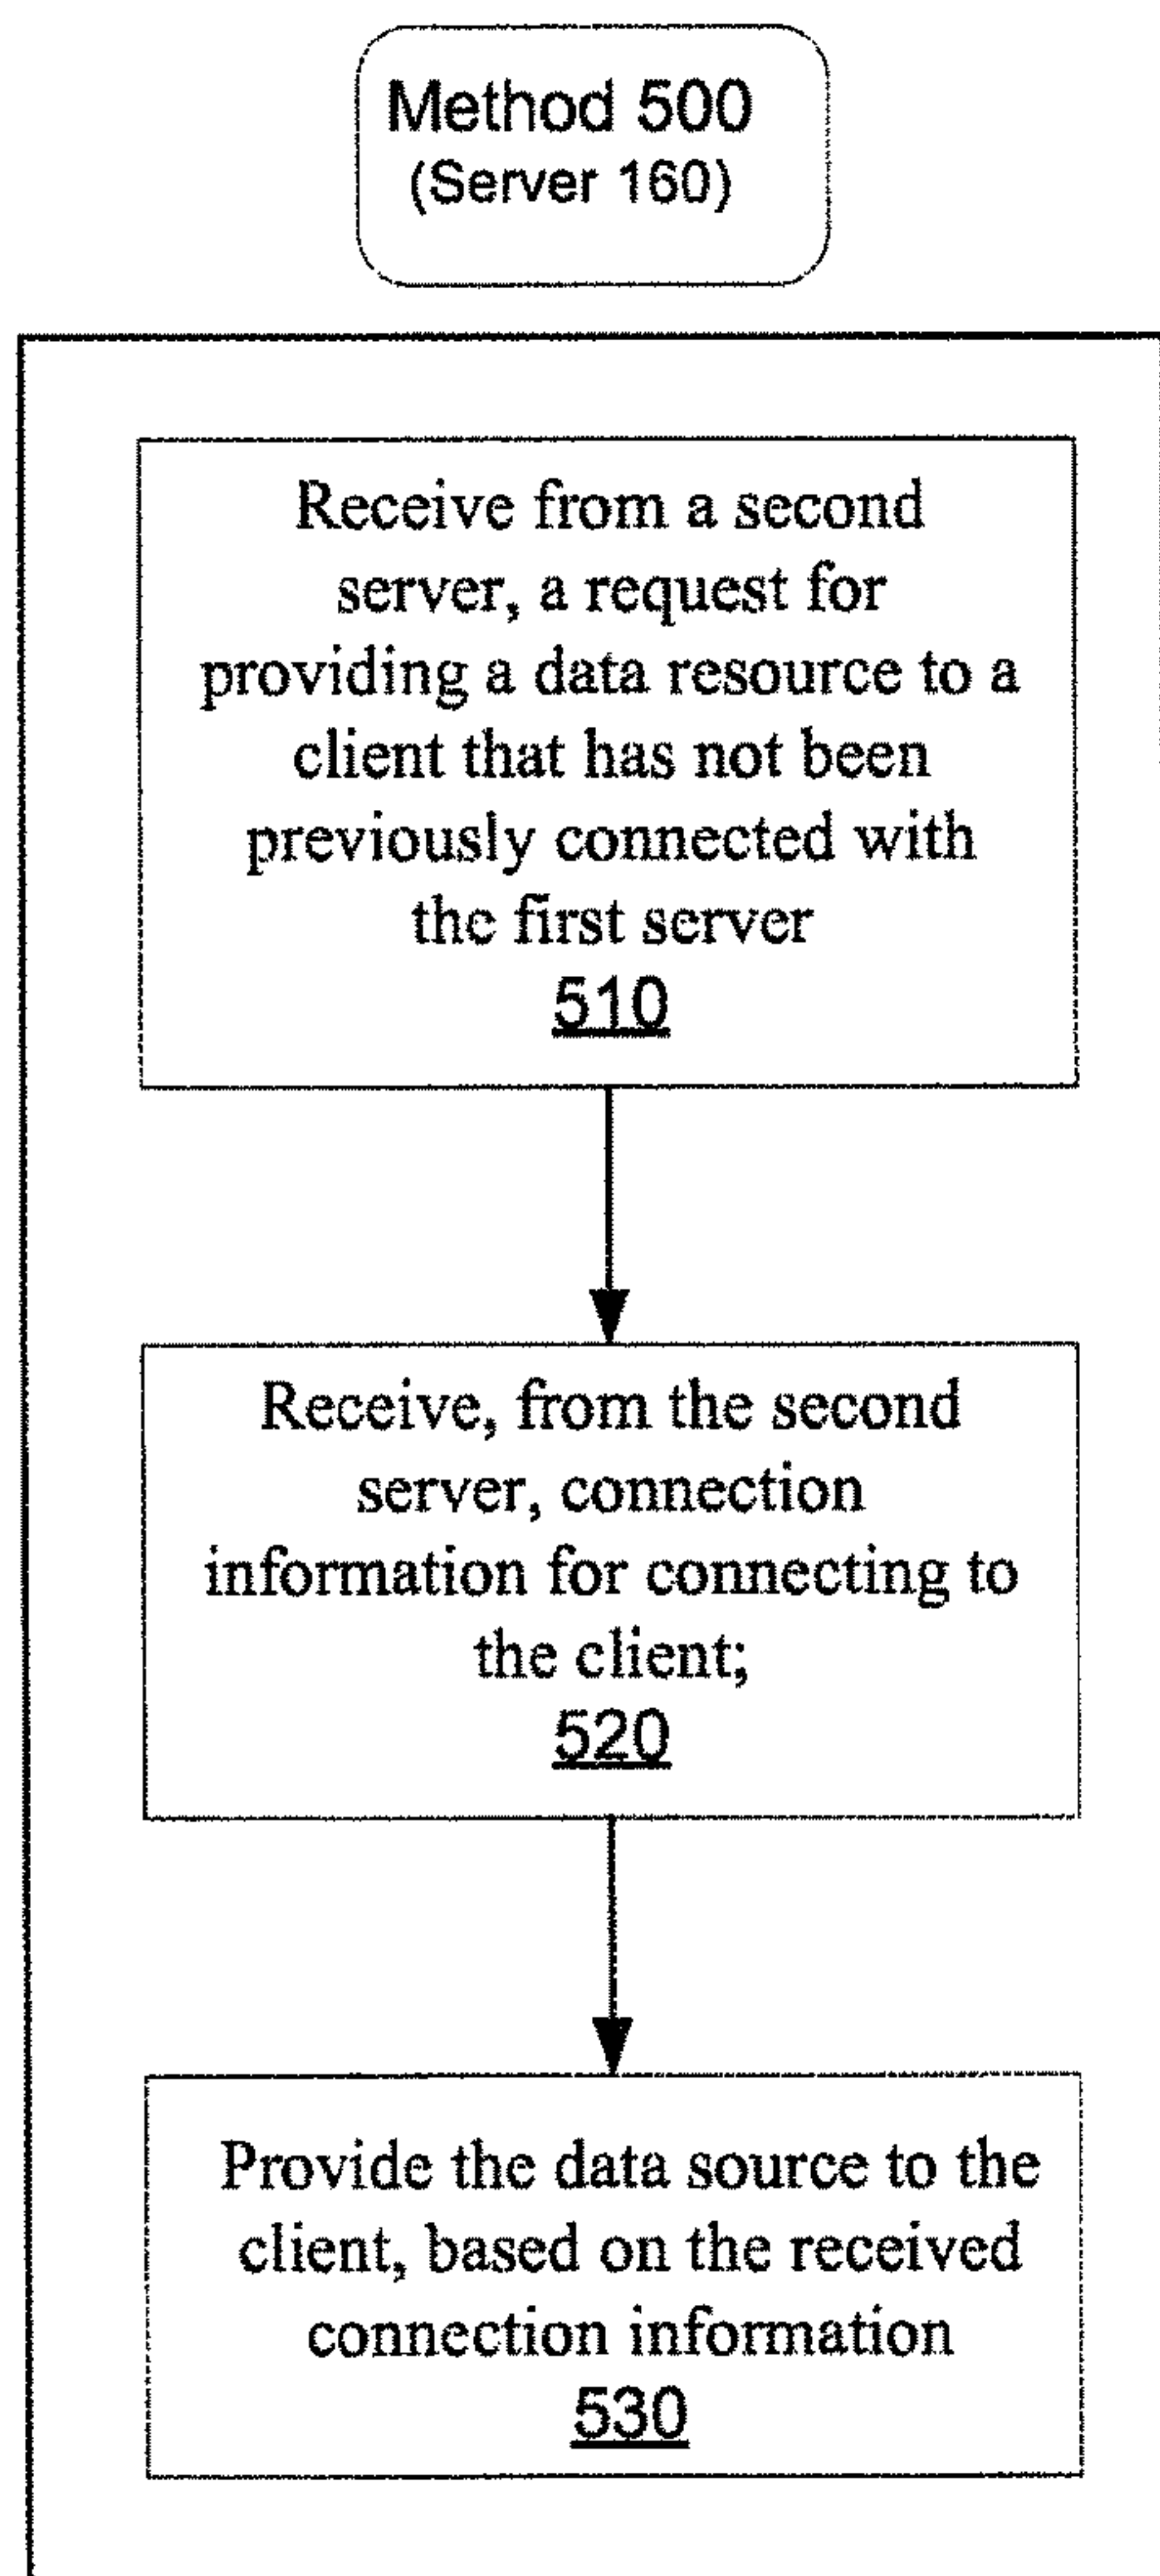 Method 500
(Server 160)
Receive from a second
server, a request for
providing a data resource to a
client that has not been
previously connected with
the first server
510
Receive, from the second
server, connection
information for connecting to
the client;
520
Provide the data source to the
client, based on the received
connection information
530